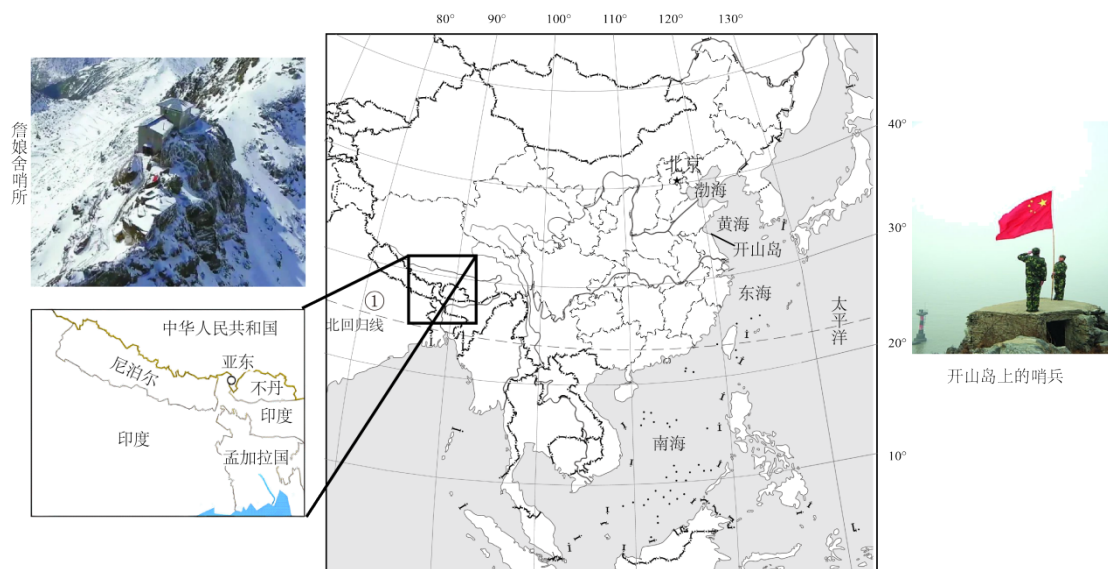 80° 90° 100° 110° 120° 130°
詹娘舍哨所
40°
30°
20°
10°
北京
渤海
黄海
开山岛
东海
太平洋
①
北回归线
南海
中华人民共和国
尼泊尔
亚东
不丹
印度
印度
孟加拉国
开山岛上的哨兵